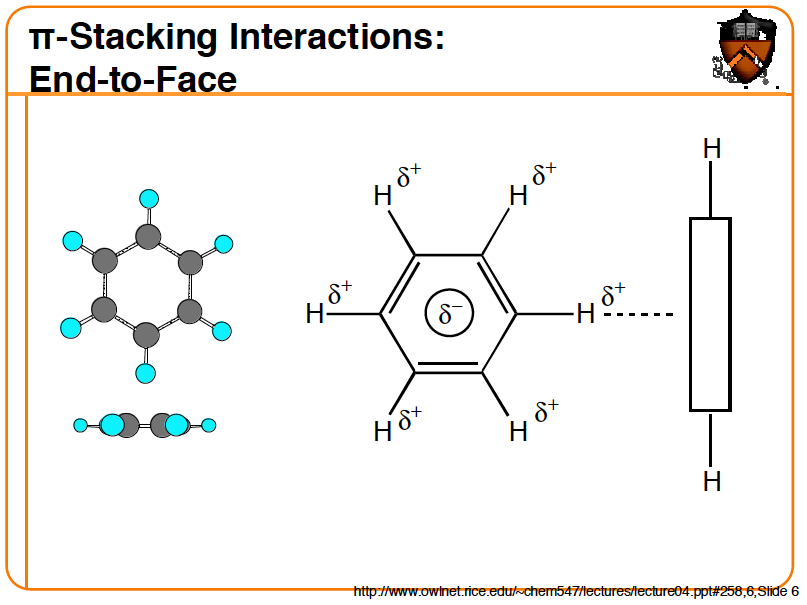 π-Stacking Interactions:
End-to-Face
H
H δ+
H δ+
H δ+
δ−
H δ+
H δ+
H δ+
H
http://www.owlnet.rice.edu/~chem547/lectures/lecture04.ppt#258,6,Slide 6